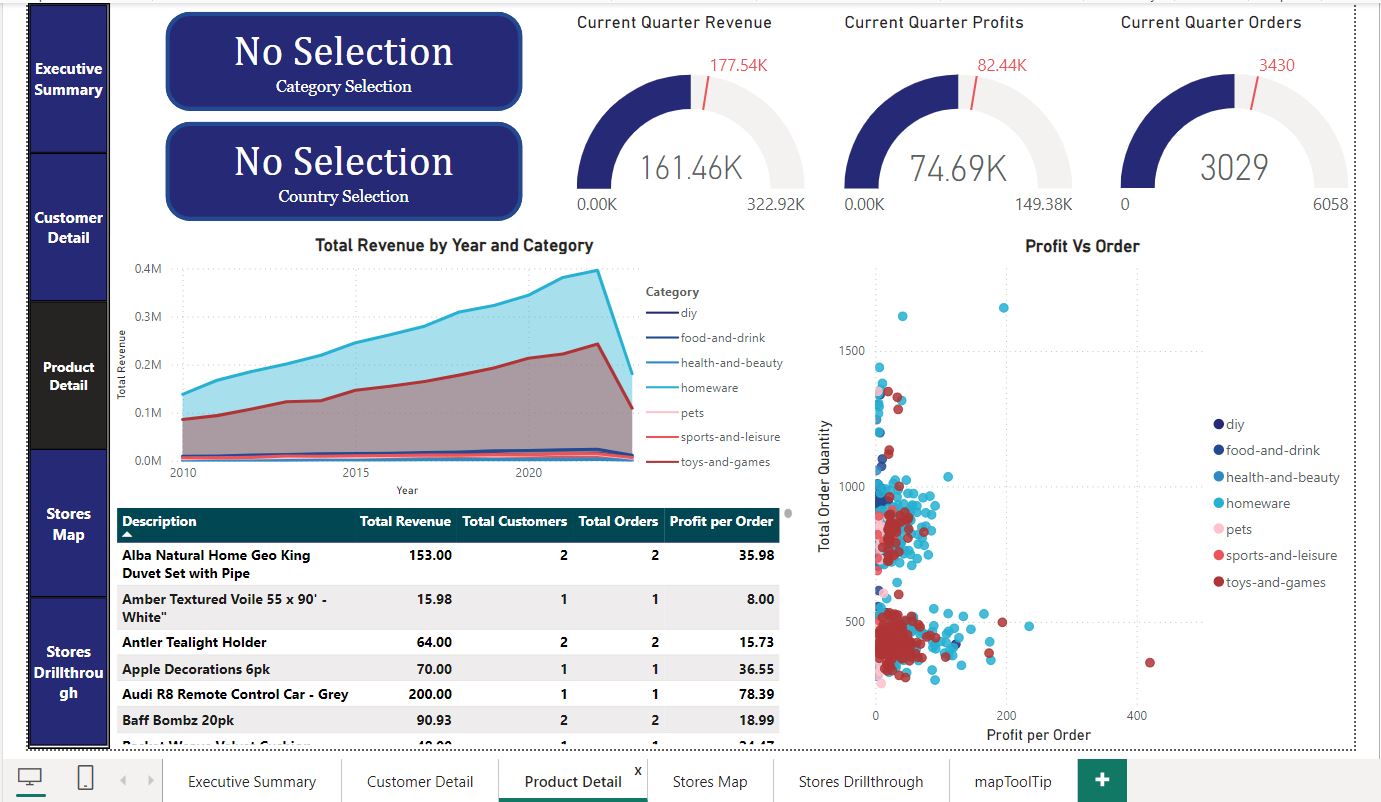 Executive
Summary
Customer
Detail
Product
Detail
Stores
Map
Stores
Drillthrou
gh
No Selection
Category Selection
No Selection
Country Selection
Current Quarter Revenue
177.54K
161.46K
0.00K
322.92K
Current Quarter Profits
82.44K
74.69K
0.00K
149.38K
Current Quarter Orders
3430
3029
0
6058
Total Revenue by Year and Category
Total Revenue
0.4M
0.3M
0.2M
0.1M
0.0M
2010
2015
2020
Year
Category
diy
food-and-drink
health-and-beauty
homeware
pets
sports-and-leisure
toys-and-games
Description Total Revenue Total Customers Total Orders Profit per Order
Alba Natural Home Geo King 153.00 2 2 35.98
Duvet Set with Pipe
Amber Textured Voile 55 x 90' - 15.98 1 1 8.00
White"
Antler Tealight Holder 64.00 2 2 15.73
Apple Decorations 6pk 70.00 1 1 36.55
Audi R8 Remote Control Car - Grey 200.00 1 1 78.39
Baff Bombz 20pk 90.93 2 2 18.99
Profit Vs Order
Total Order Quantity
1500
1000
500
0
200
400
Profit per Order
diy
food-and-drink
health-and-beauty
homeware
pets
sports-and-leisure
toys-and-games
Executive Summary
Customer Detail
Product Detail
x
Stores Map
Stores Drillthrough
mapToolTip
+